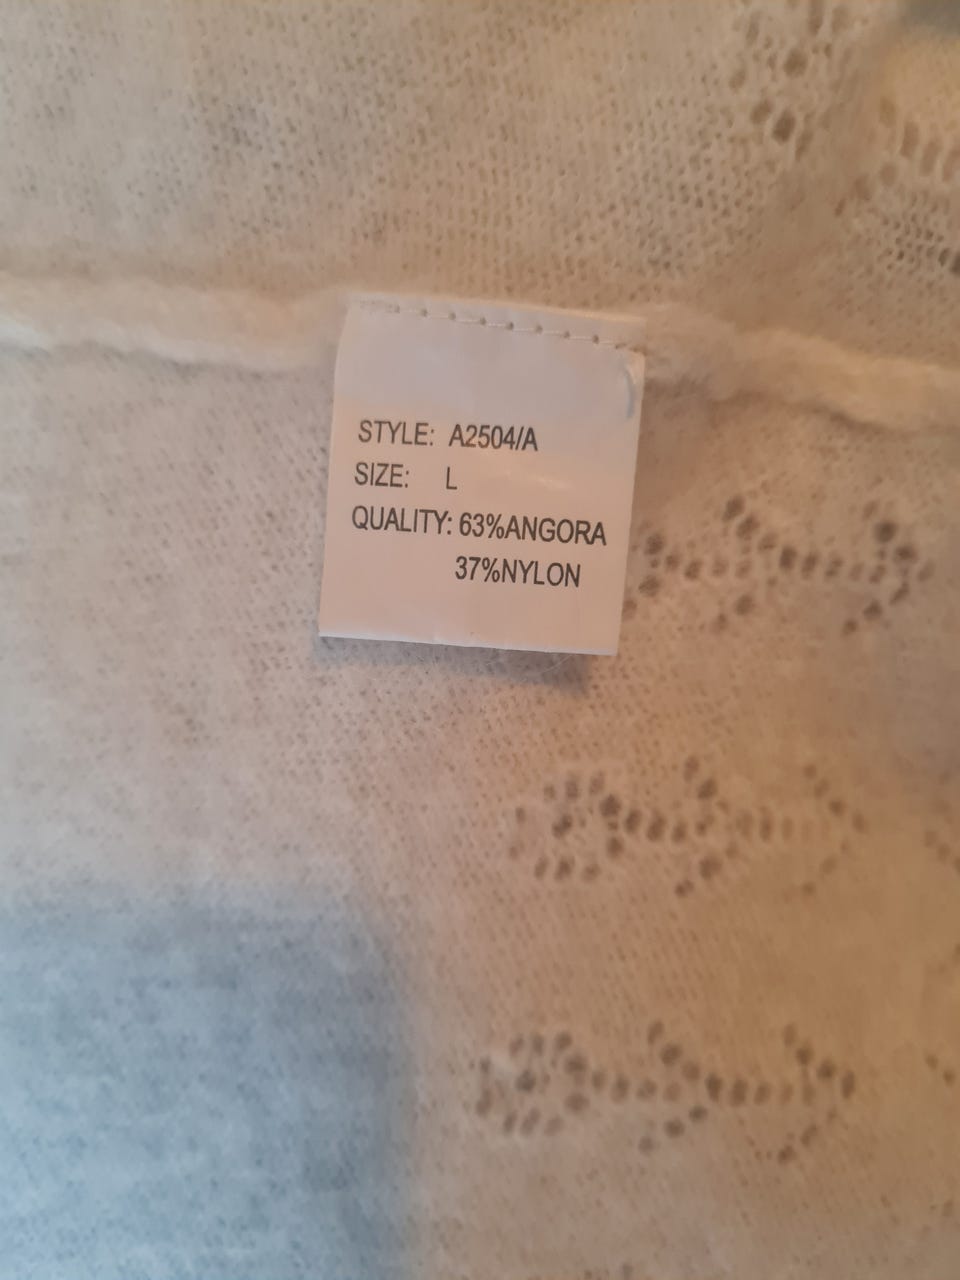 STYLE: A2504/A
SIZE: L
QUALITY: 63%ANGORA
37%NYLON